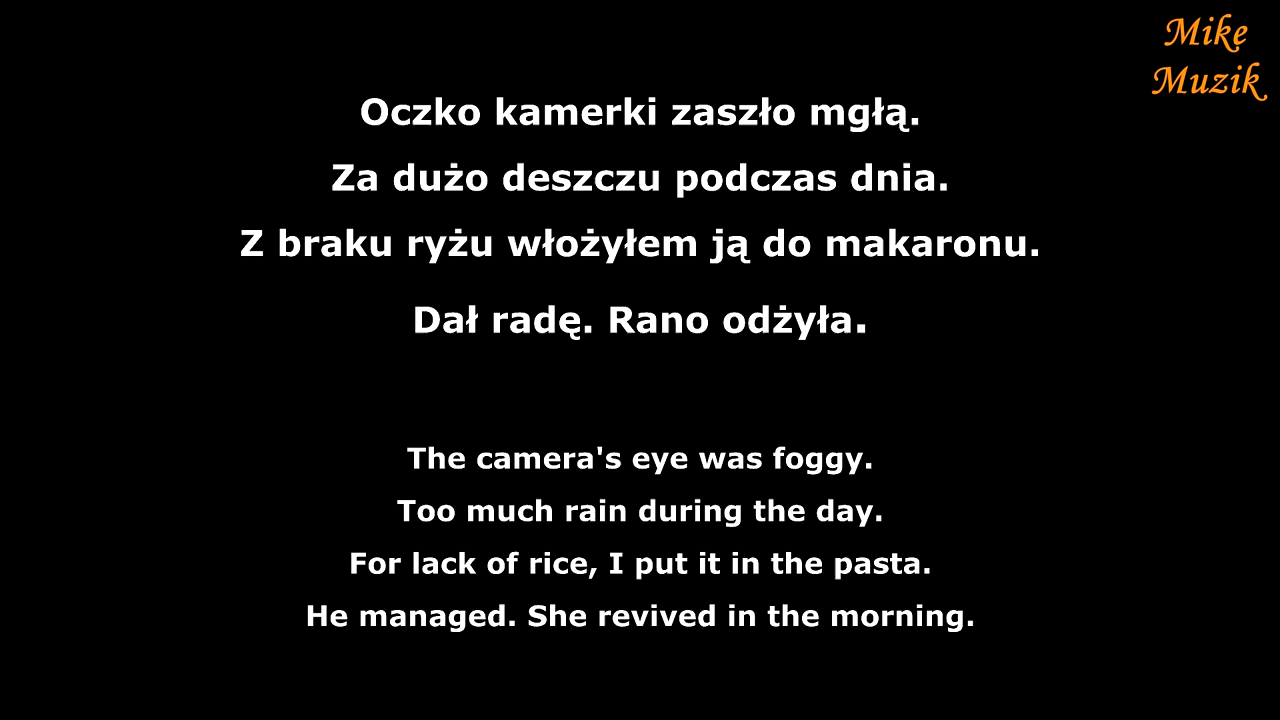 Mike
Muzik
Oczko kamerki zaszło mgłą.
Za dużo deszczu podczas dnia.
Z braku ryżu włożyłem ją do makaronu.
Dał radę. Rano odżyła.
The camera's eye was foggy.
Too much rain during the day.
For lack of rice, I put it in the pasta.
He managed. She revived in the morning.